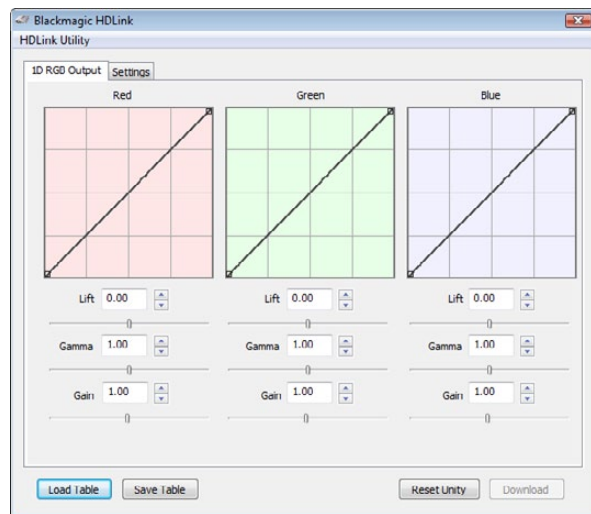 Blackmagic HDLink
HDLink Utility
1D RGB Output Settings
Red Green Blue
Lift 0.00 Lift 0.00 Lift 0.00
Gamma 1.00 Gamma 1.00 Gamma 1.00
Gain 1.00 Gain 1.00 Gain 1.00
Load Table Save Table Reset Unity Download